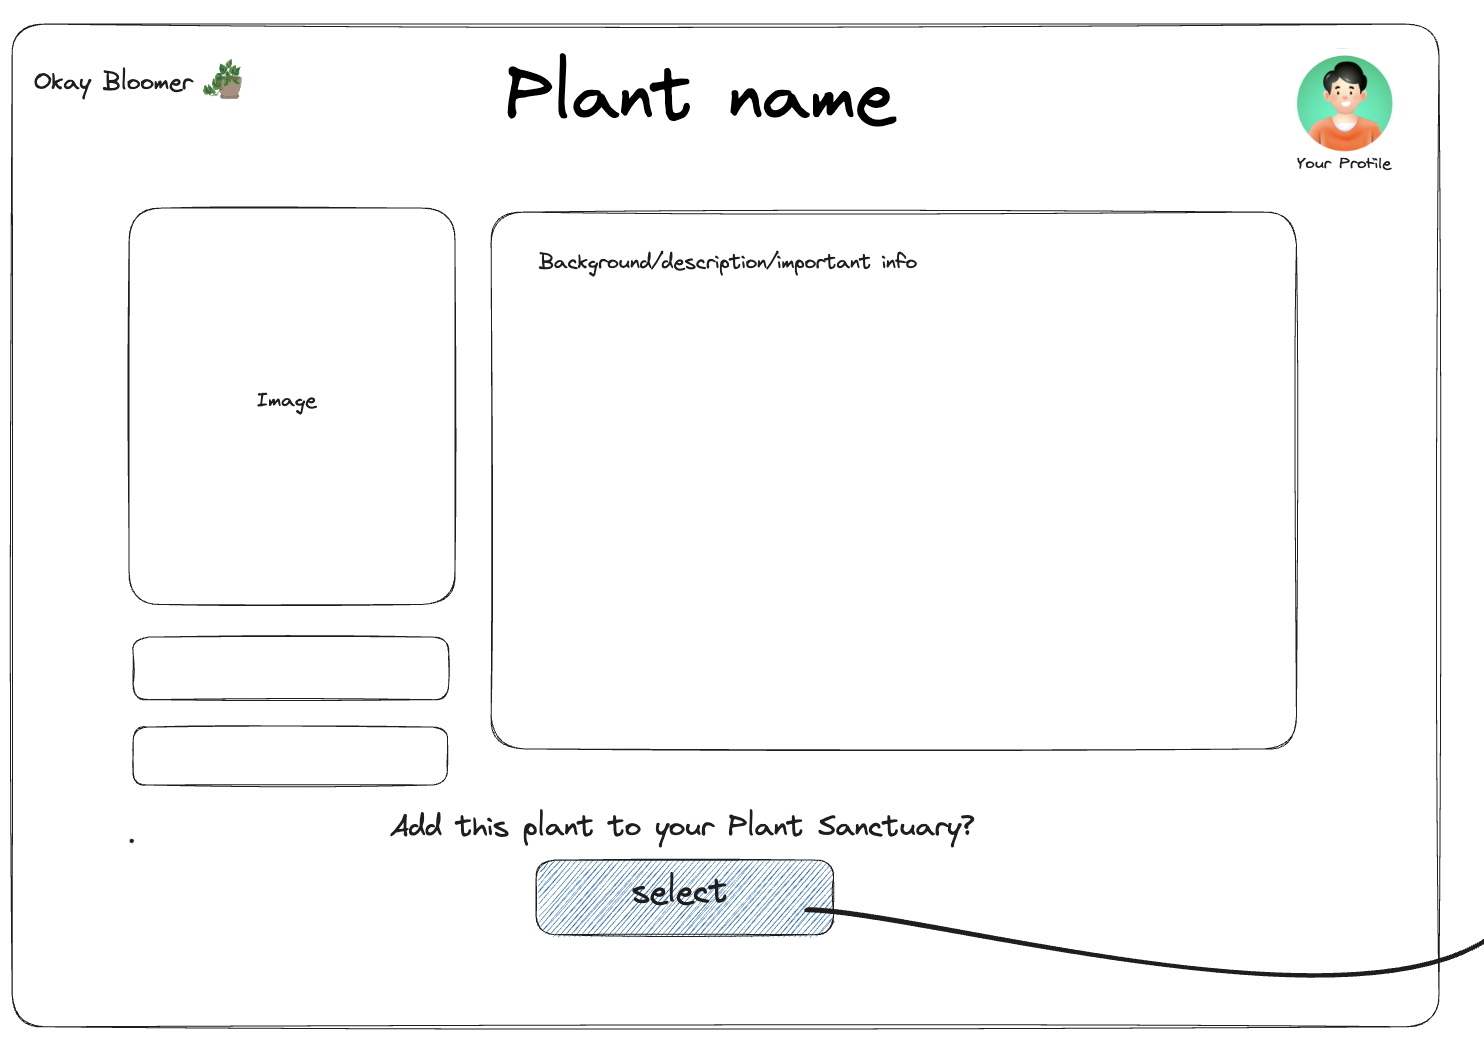 Okay Bloomer
Plant name
Your Profile
Background/description/important info
Image
Add this plant to your Plant Sanctuary?
select